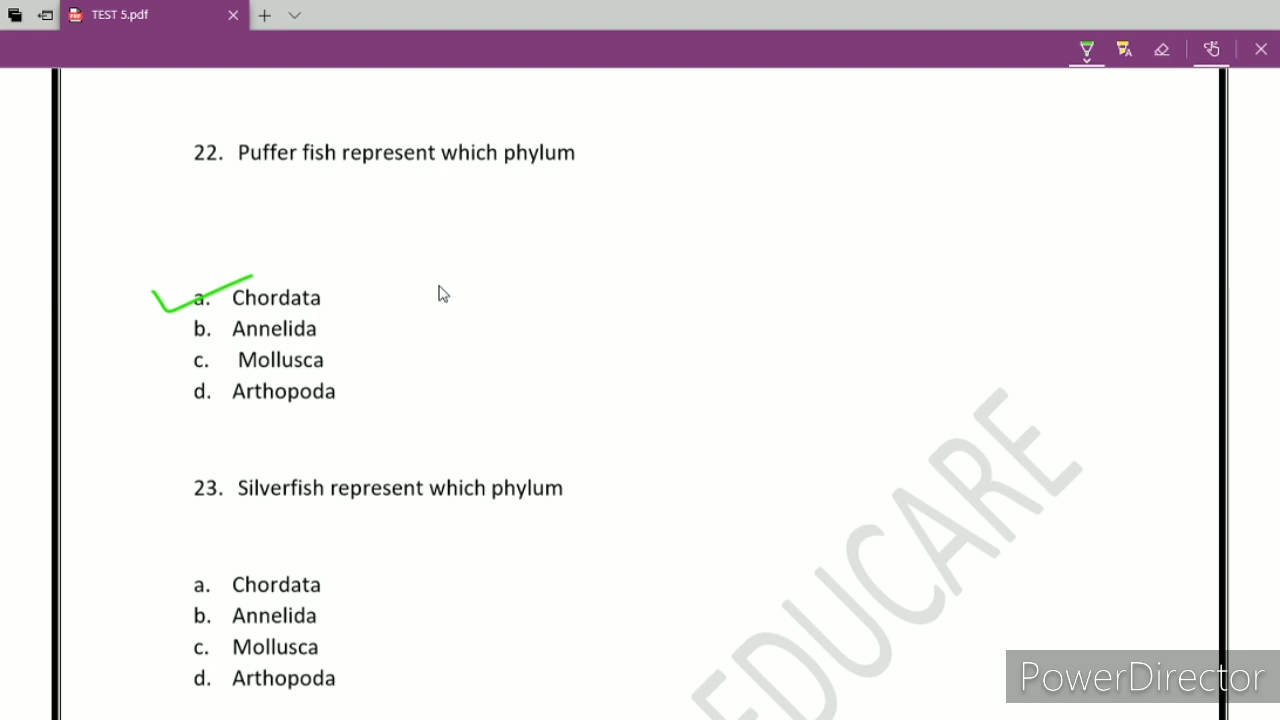 TEST 5.pdf
22. Puffer fish represent which phylum
a. Chordata
b. Annelida
c. Mollusca
d. Arthopoda
23. Silverfish represent which phylum
a. Chordata
b. Annelida
c. Mollusca
d. Arthopoda
EDUCARE
PowerDirector